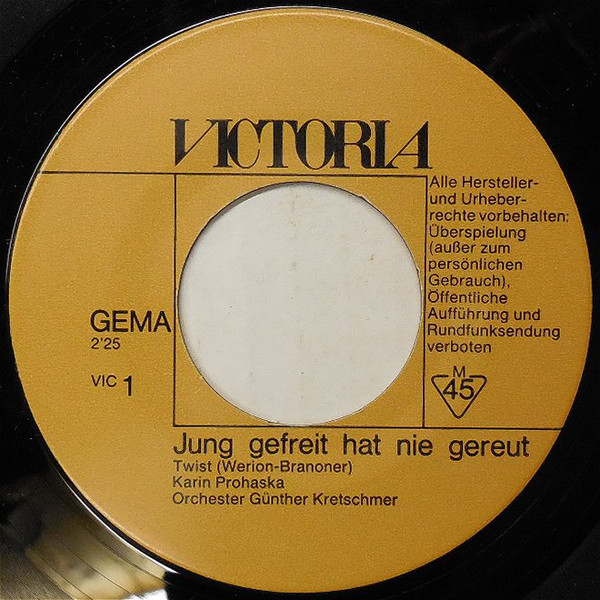 VICTORIA
Alle Hersteller-
und Urheber-
rechte vorbehalten:
Überspielung
(außer zum
persönlichen
Gebrauch),
Öffentliche
Aufführung und
Rundfunksendung
verboten
GEMA
2'25
VIC 1
M
45
Jung gefreit hat nie gereut
Twist (Werion-Branoner)
Karin Prohaska
Orchester Günther Kretschmer